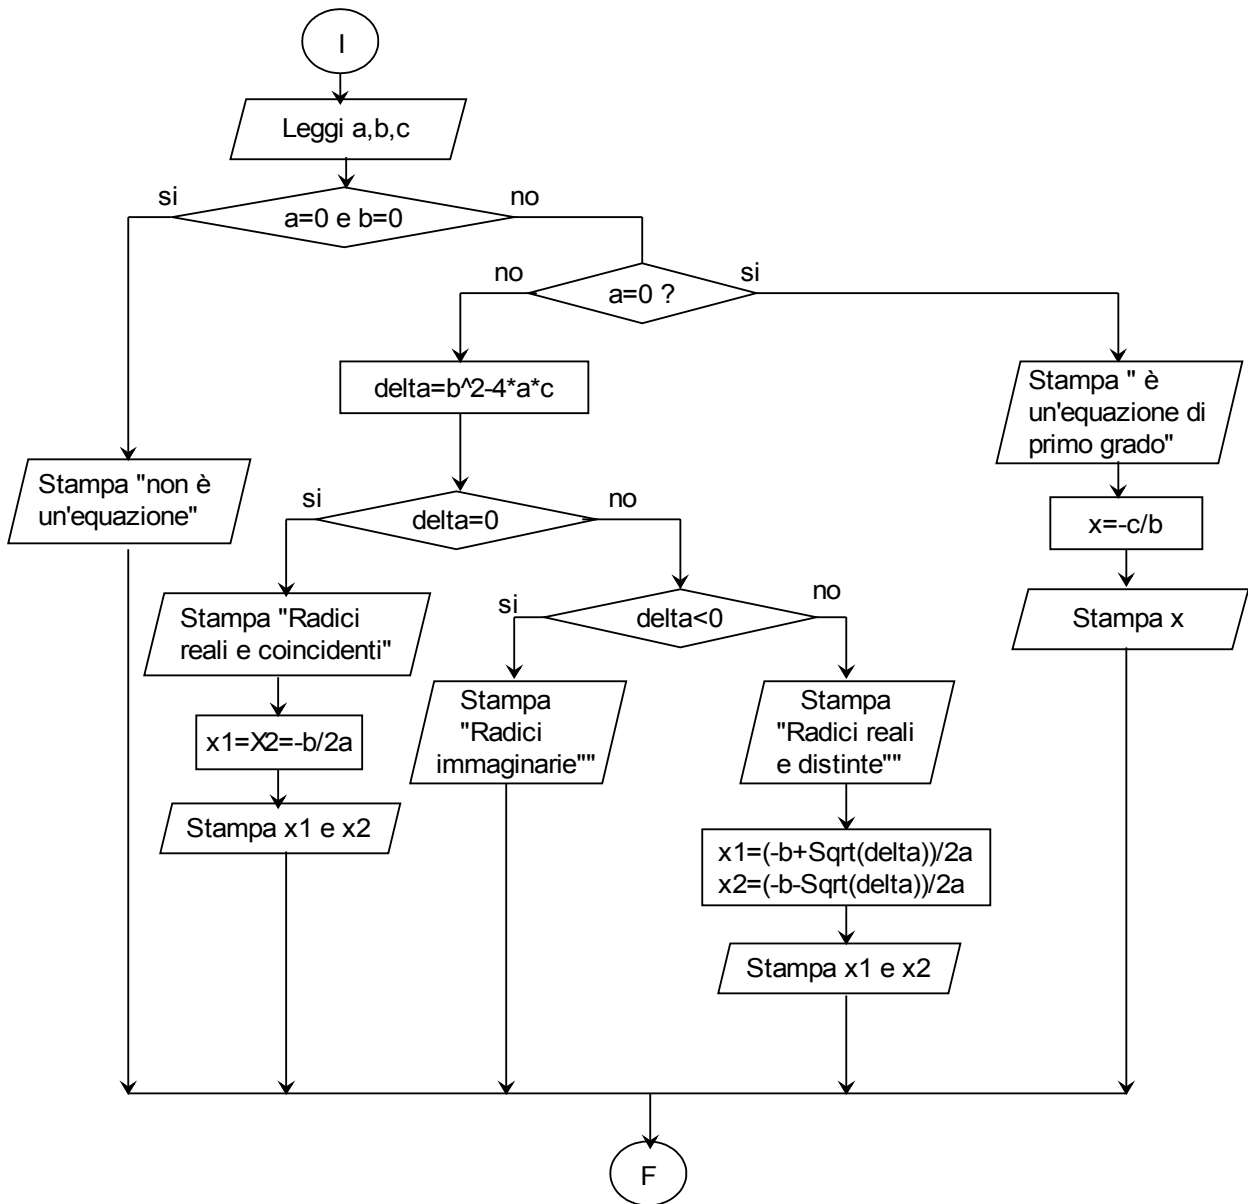 I
Leggi a,b,c
si
no
a=0 e b=0
no
si
a=0 ?
delta=b^2-4*a*c
Stampa " è
un'equazione di
primo grado"
Stampa "non è
un'equazione"
si
no
delta=0
x=-c/b
Stampa "Radici
reali e coincidenti"
si
no
delta<0
Stampa x
Stampa
"Radici
immaginarie""
Stampa
"Radici reali
e distinte""
x1=X2=-b/2a
Stampa x1 e x2
x1=(-b+Sqrt(delta))/2a
x2=(-b-Sqrt(delta))/2a
Stampa x1 e x2
F